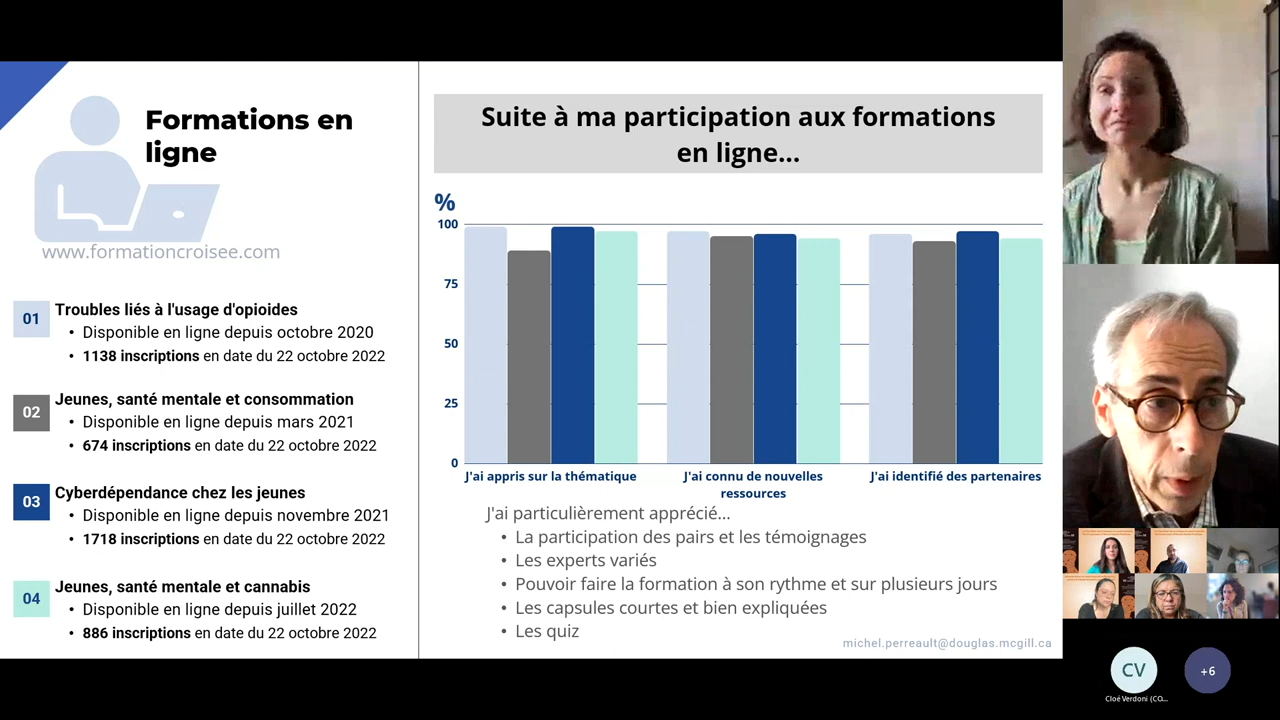 Formations en
ligne
www.formationcroisee.com
01
Troubles liés à l'usage d'opioides
• Disponible en ligne depuis octobre 2020
• 1138 inscriptions en date du 22 octobre 2022
02
Jeunes, santé mentale et consommation
• Disponible en ligne depuis mars 2021
• 674 inscriptions en date du 22 octobre 2022
03
Cyberdépendance chez les jeunes
• Disponible en ligne depuis novembre 2021
• 1718 inscriptions en date du 22 octobre 2022
04
Jeunes, santé mentale et cannabis
• Disponible en ligne depuis juillet 2022
• 886 inscriptions en date du 22 octobre 2022
Suite à ma participation aux formations
en ligne...
%
100
75
50
25
0
J'ai appris sur la thématique
J'ai connu de nouvelles
ressources
J'ai identifié des partenaires
J'ai particulièrement apprécié...
• La participation des pairs et les témoignages
• Les experts variés
• Pouvoir faire la formation à son rythme et sur plusieurs jours
• Les capsules courtes et bien expliquées
• Les quiz
michel.perreault@douglas.mcgill.ca
CV
Cloé Verdoni (CO...
+6